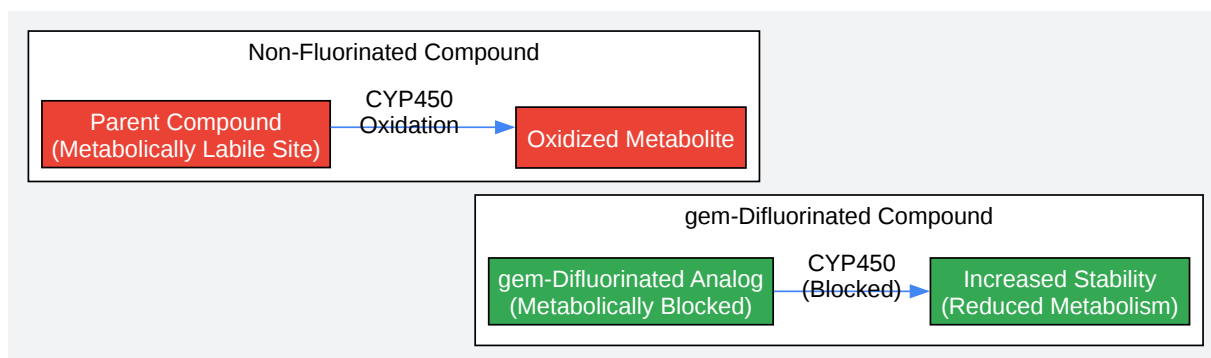 Non-Fluorinated Compound
Parent Compound
(Metabolically Labile Site)
CYP450
Oxidation
Oxidized Metabolite
gem-Difluorinated Compound
gem-Difluorinated Analog
(Metabolically Blocked)
CYP450
(Blocked)
Increased Stability
(Reduced Metabolism)